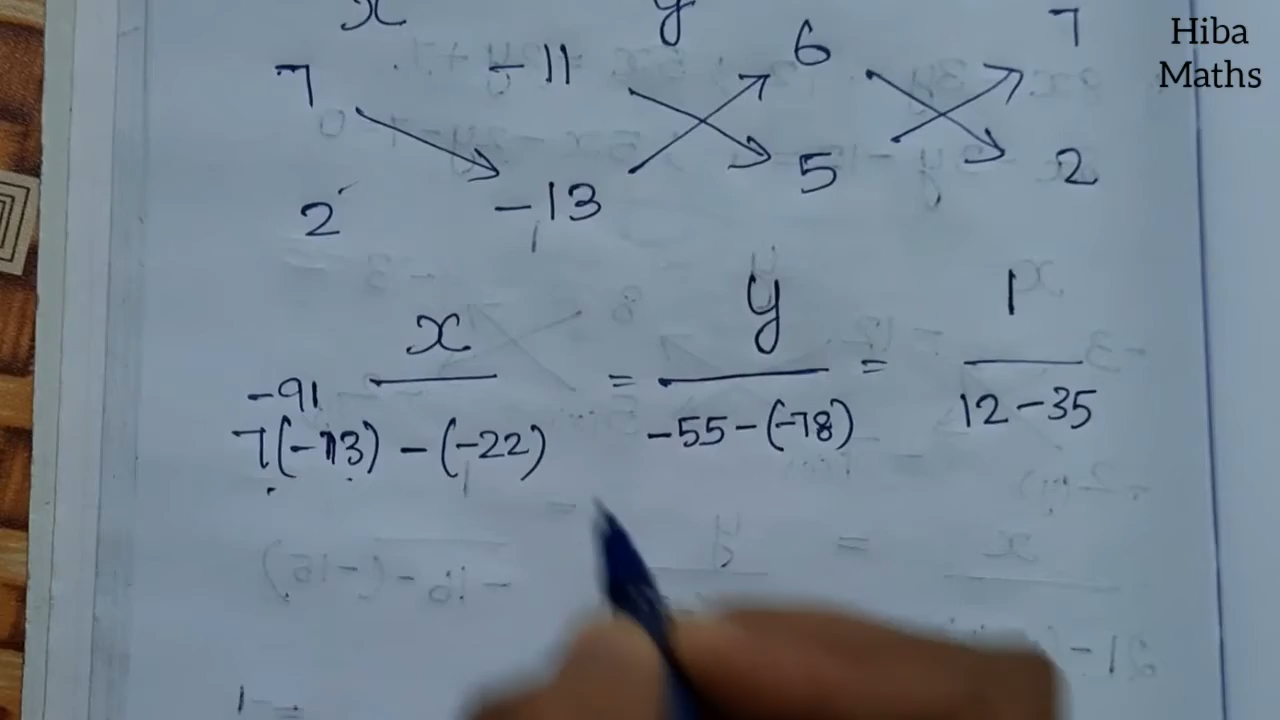 x y
7 -11 6 7
2 -13 5 2
x y 1
-91 = =
7(-13) - (-22) -55-(-78) 12-35
Hiba
Maths